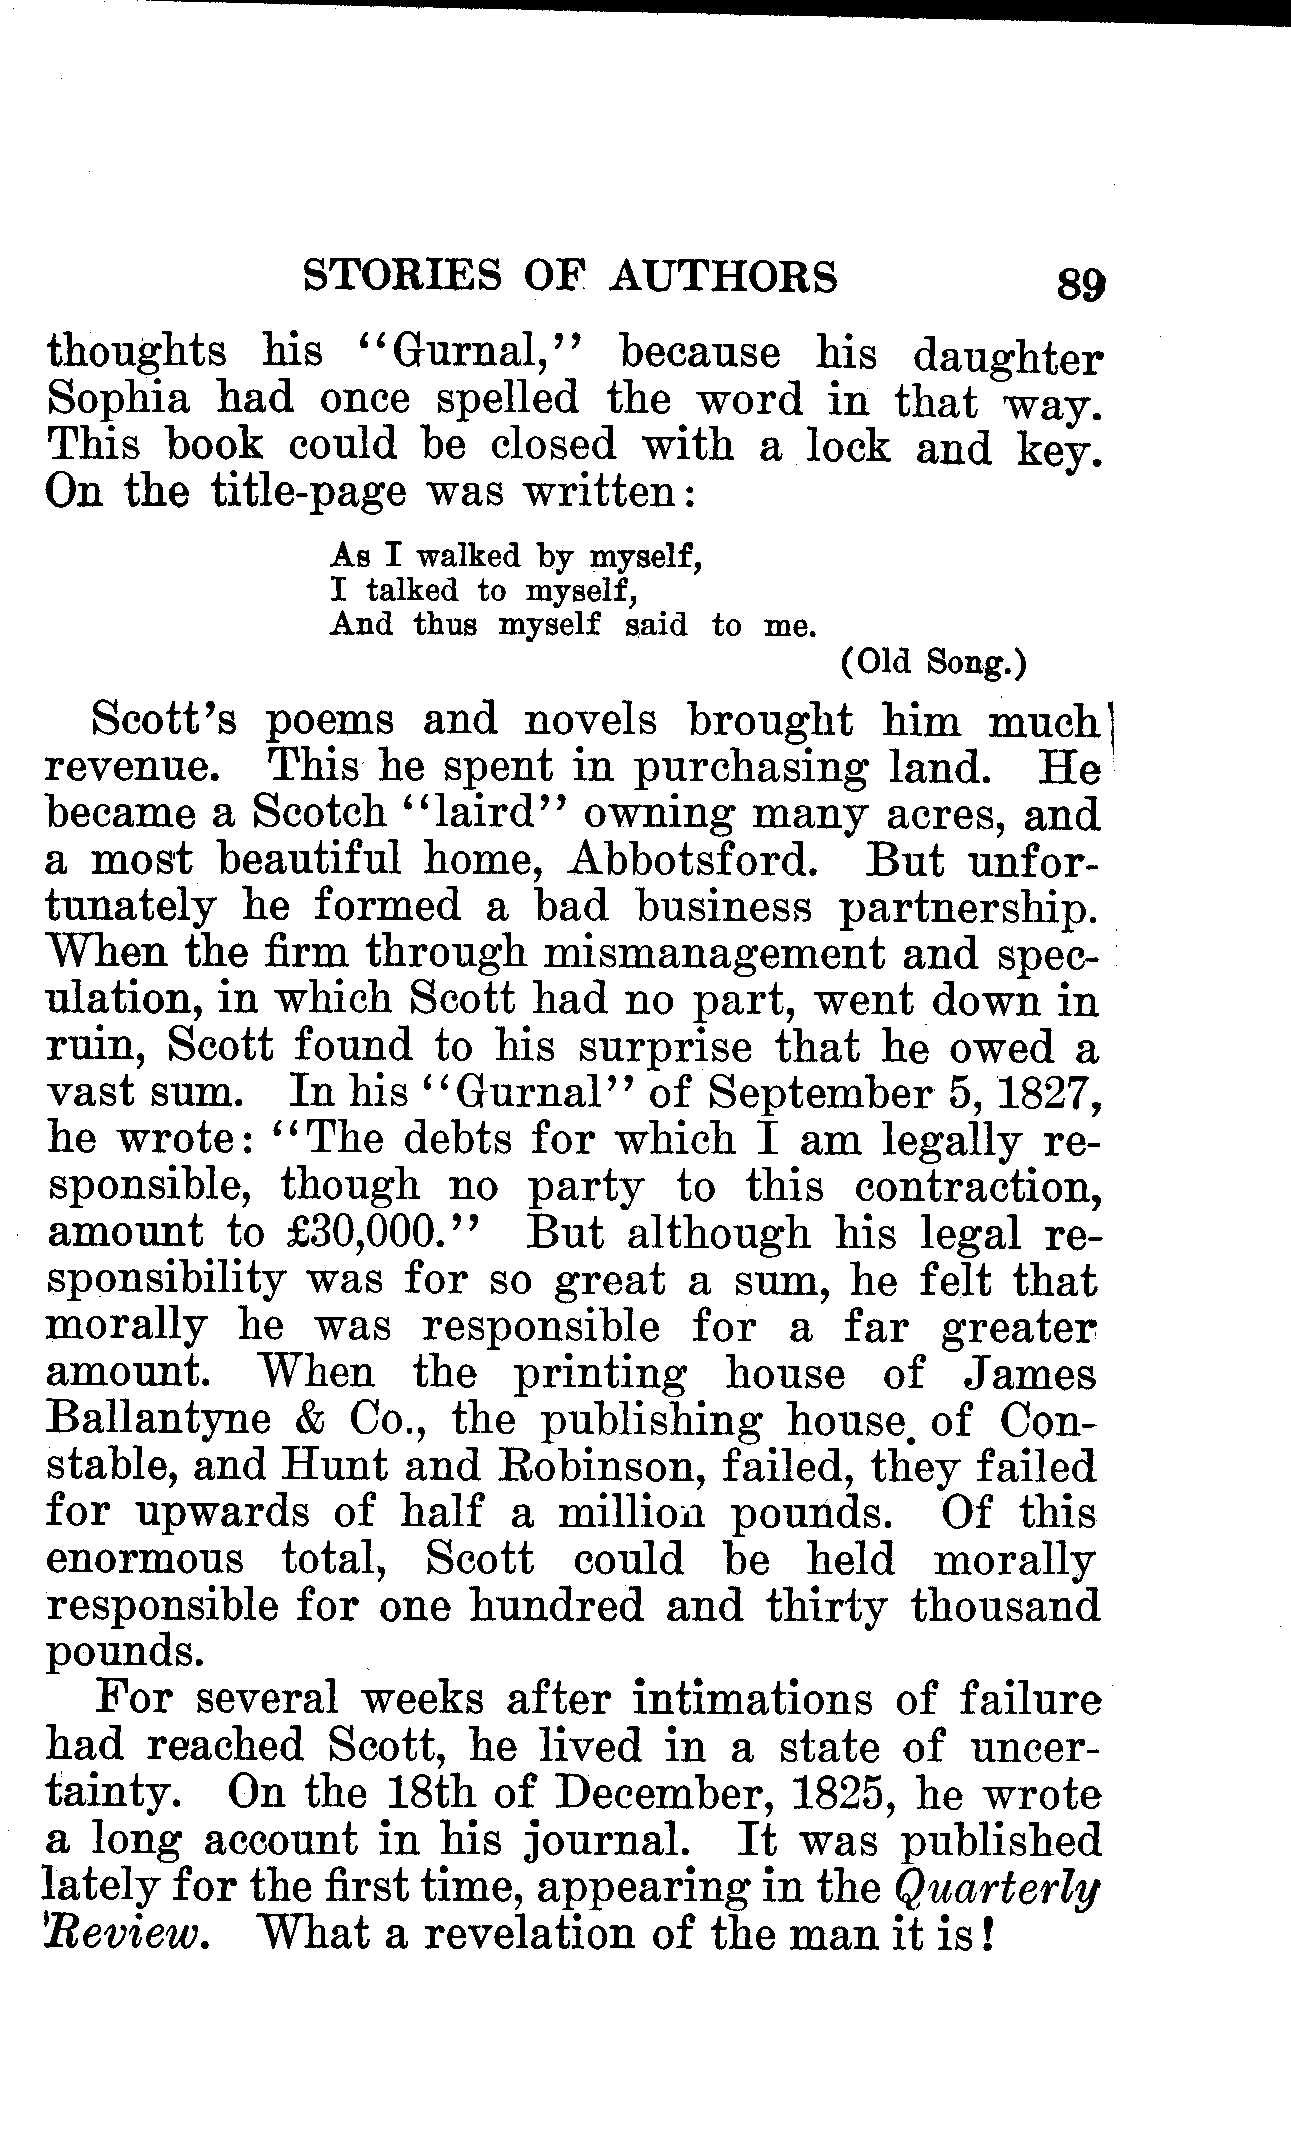 STORIES OF AUTHORS 89
thoughts his "Gurnal," because his daughter
Sophia had once spelled the word in that way.
This book could be closed with a lock and key.
On the title-page was written:
As I walked by myself,
I talked to myself,
And thus myself said to me.
(Old Song.)
Scott's poems and novels brought him much
revenue. This he spent in purchasing land. He
became a Scotch "laird" owning many acres, and
a most beautiful home, Abbotsford. But unfor-
tunately he formed a bad business partnership.
When the firm through mismanagement and spec-
ulation, in which Scott had no part, went down in
ruin, Scott found to his surprise that he owed a
vast sum. In his "Gurnal" of September 5, 1827,
he wrote: "The debts for which I am legally re-
sponsible, though no party to this contraction,
amount to £30,000." But although his legal re-
sponsibility was for so great a sum, he felt that
morally he was responsible for a far greater
amount. When the printing house of James
Ballantyne & Co., the publishing house of Con-
stable, and Hunt and Robinson, failed, they failed
for upwards of half a million pounds. Of this
enormous total, Scott could be held morally
responsible for one hundred and thirty thousand
pounds.
For several weeks after intimations of failure
had reached Scott, he lived in a state of uncer-
tainty. On the 18th of December, 1825, he wrote
a long account in his journal. It was published
lately for the first time, appearing in the Quarterly
Review. What a revelation of the man it is!